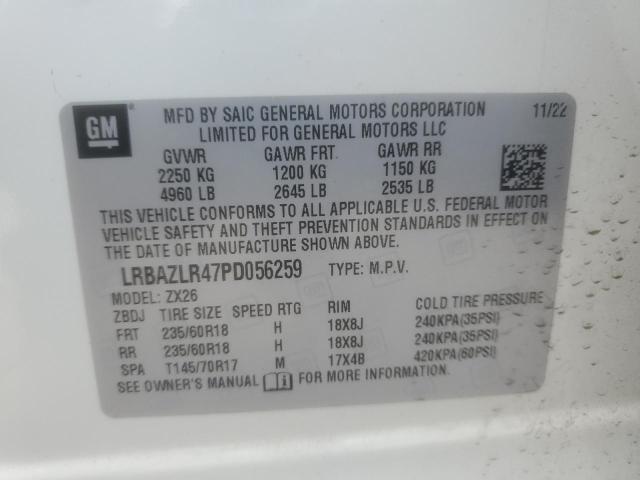 GM
MFD BY SAIC GENERAL MOTORS CORPORATION 11/22
LIMITED FOR GENERAL MOTORS LLC
GVWR GAWR FRT. GAWR RR
2250 KG 1200 KG 1150 KG
4960 LB 2645 LB 2535 LB
THIS VEHICLE CONFORMS TO ALL APPLICABLE U.S. FEDERAL MOTOR
VEHICLE SAFETY AND THEFT PREVENTION STANDARDS IN EFFECT ON
THE DATE OF MANUFACTURE SHOWN ABOVE.
LRBAZLR47PD056259 TYPE: M.P.V.
MODEL: ZX26
ZBDJ TIRE SIZE SPEED RTG RIM COLD TIRE PRESSURE
FRT 235/60R18 H 18X8J 240KPA(35PSI)
RR 235/60R18 H 18X8J 240KPA(35PSI)
SPA T145/70R17 M 17X4B 420KPA(60PSI)
SEE OWNER'S MANUAL FOR MORE INFORMATION.